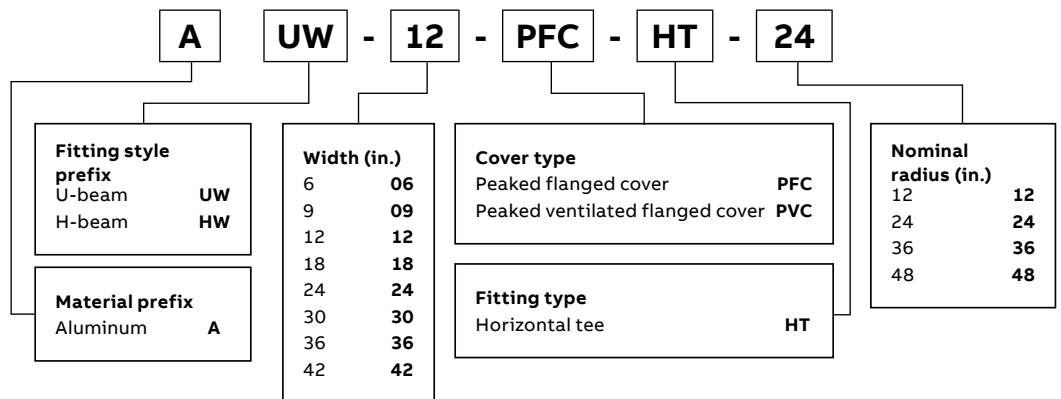 A UW - 12 - PFC - HT - 24
Fitting style
prefix
U-beam UW
H-beam HW
Material prefix
Aluminum A
Width (in.)
6 06
9 09
12 12
18 18
24 24
30 30
36 36
42 42
Cover type
Peaked flanged cover PFC
Peaked ventilated flanged cover PVC
Fitting type
Horizontal tee HT
Nominal
radius (in.)
12 12
24 24
36 36
48 48